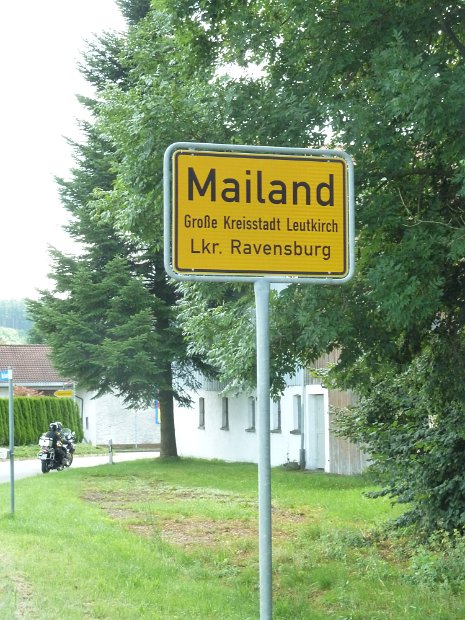 Mailand
Große Kreisstadt Leutkirch
Lkr. Ravensburg